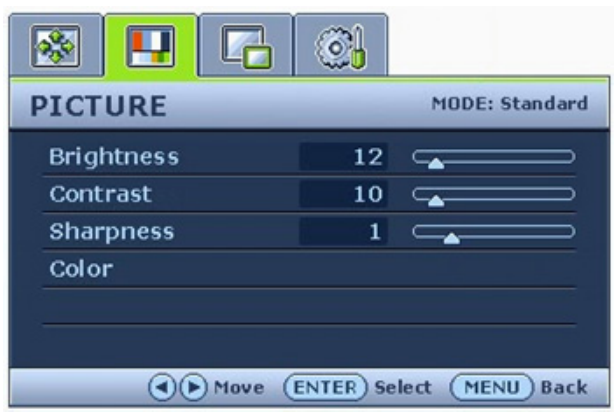 PICTURE MODE: Standard
Brightness 12
Contrast 10
Sharpness 1
Color
Move ENTER Select MENU Back